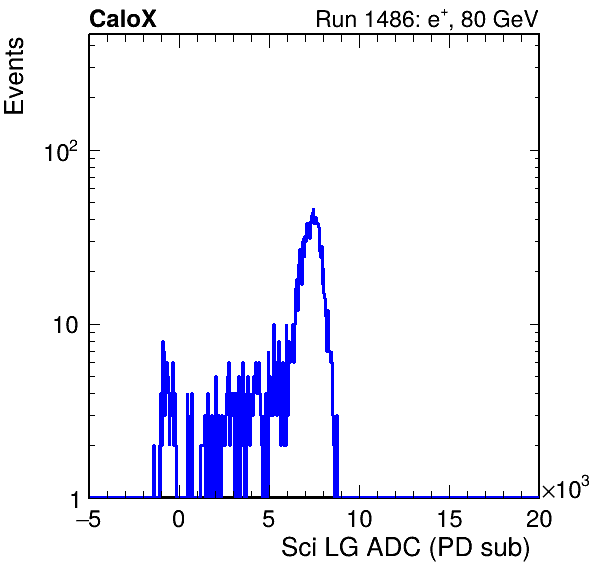 CaloX Run 1486: e⁺, 80 GeV
Events
10²
10
1
−5 0 5 10 15 20
×10³
Sci LG ADC (PD sub)